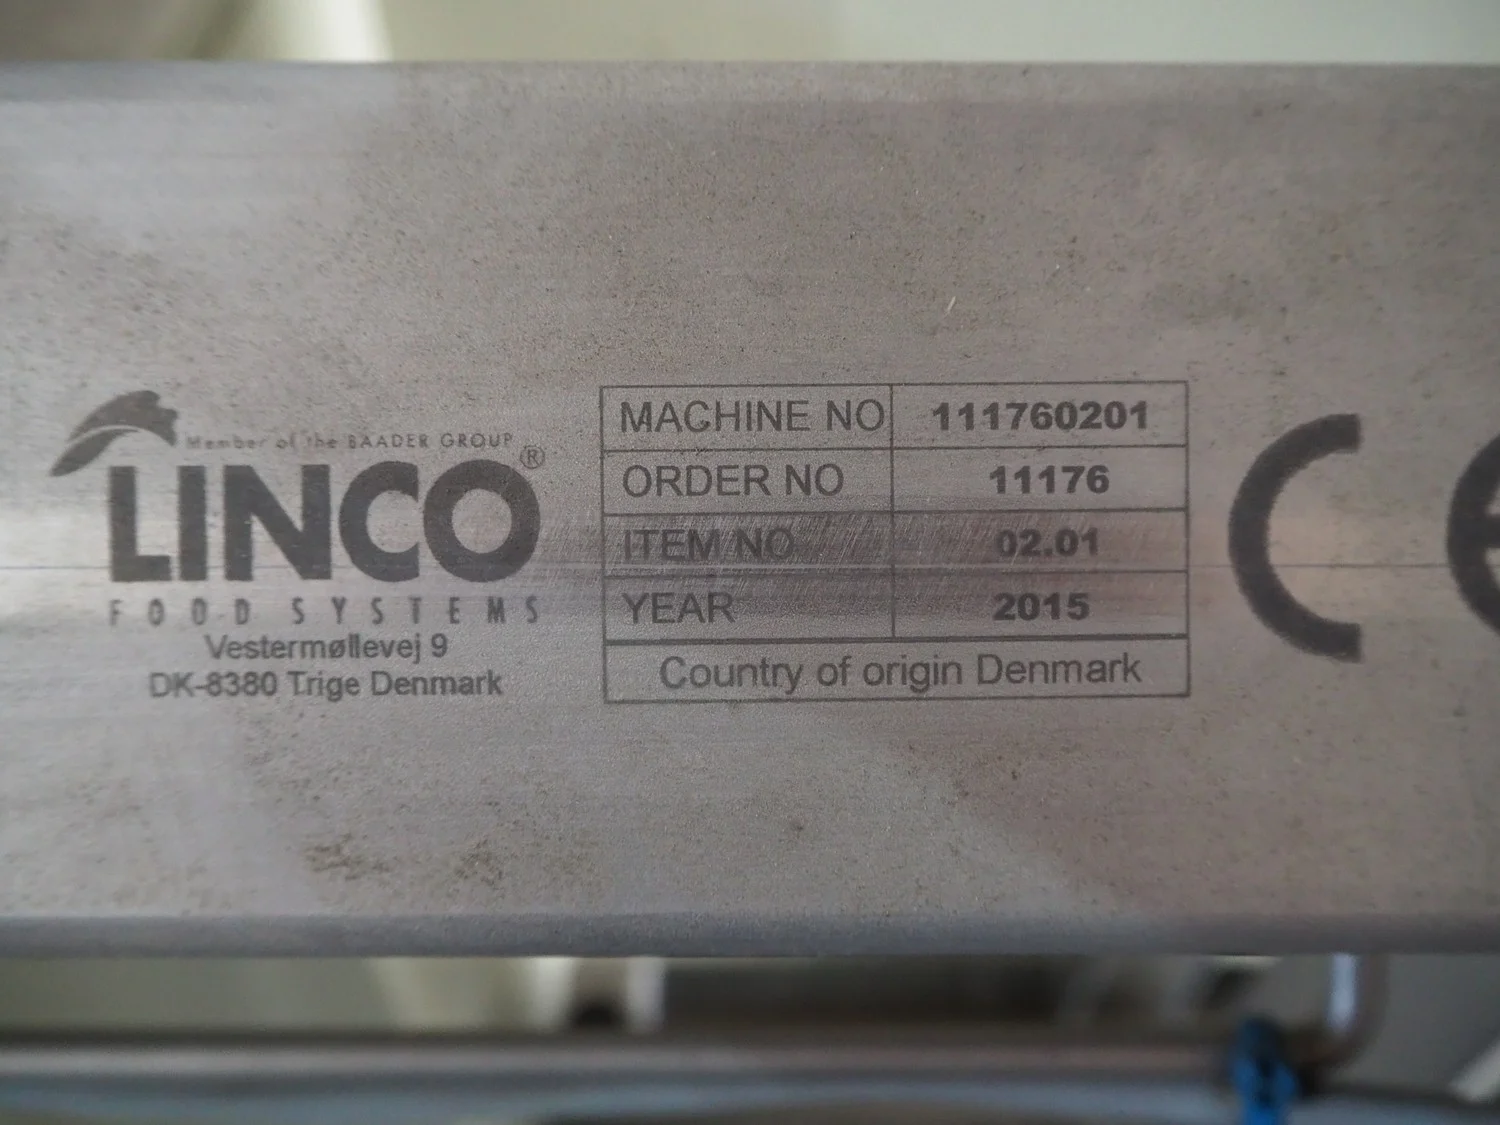 Member of the BAADER GROUP
LINCO®
FOOD SYSTEMS
Vestermøllevej 9
DK-8380 Trige Denmark
MACHINE NO 111760201
ORDER NO 11176
ITEM NO 02.01
YEAR 2015
Country of origin Denmark
CE